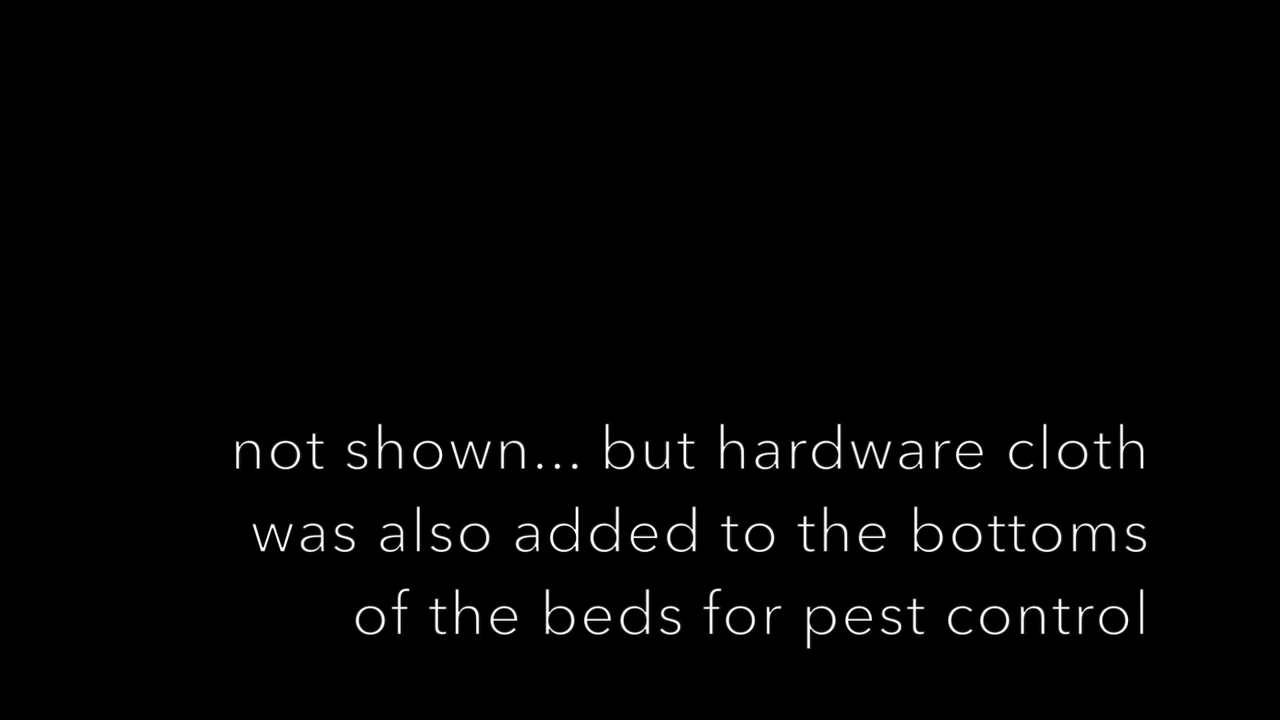 not shown... but hardware cloth
was also added to the bottoms
of the beds for pest control